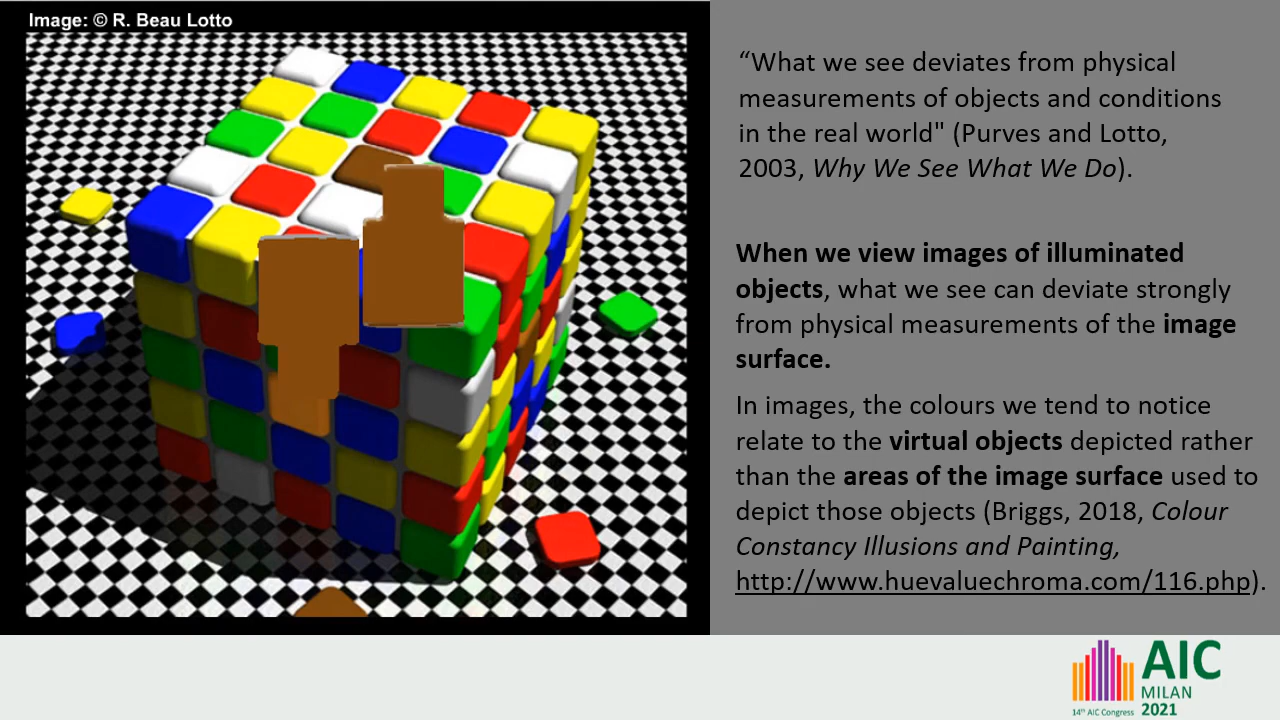 Image: © R. Beau Lotto
“What we see deviates from physical
measurements of objects and conditions
in the real world" (Purves and Lotto,
2003, Why We See What We Do).
When we view images of illuminated
objects, what we see can deviate strongly
from physical measurements of the image
surface.
In images, the colours we tend to notice
relate to the virtual objects depicted rather
than the areas of the image surface used to
depict those objects (Briggs, 2018, Colour
Constancy Illusions and Painting,
http://www.huevaluechroma.com/116.php).
AIC
MILAN
14th AIC Congress 2021